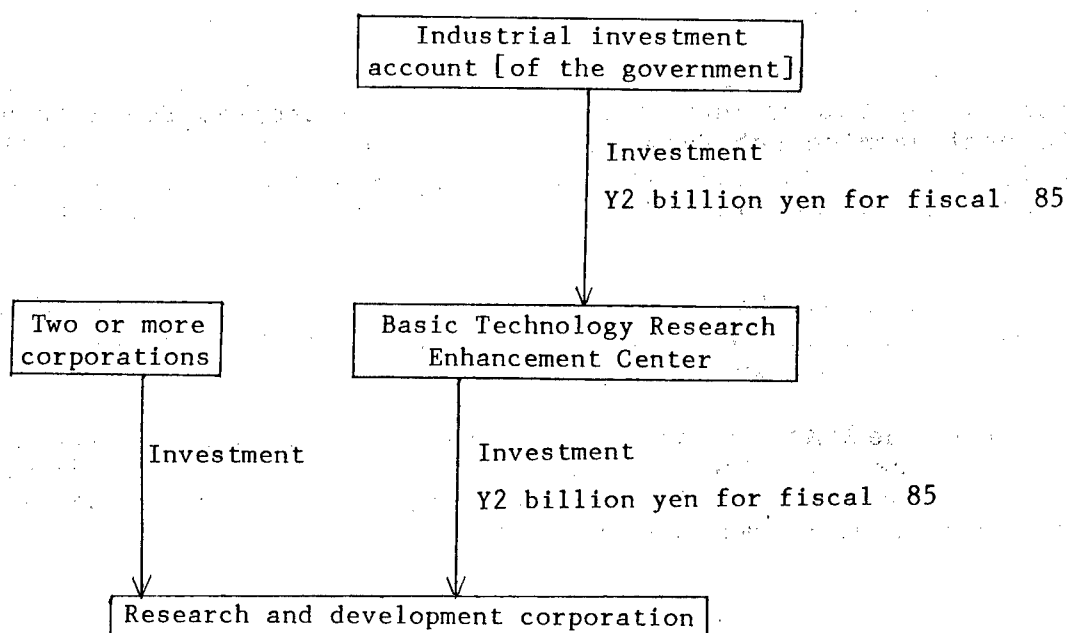 Industrial investment
account [of the government]
Investment
Y2 billion yen for fiscal 85
Two or more
corporations
Basic Technology Research
Enhancement Center
Investment
Investment
Y2 billion yen for fiscal 85
Research and development corporation